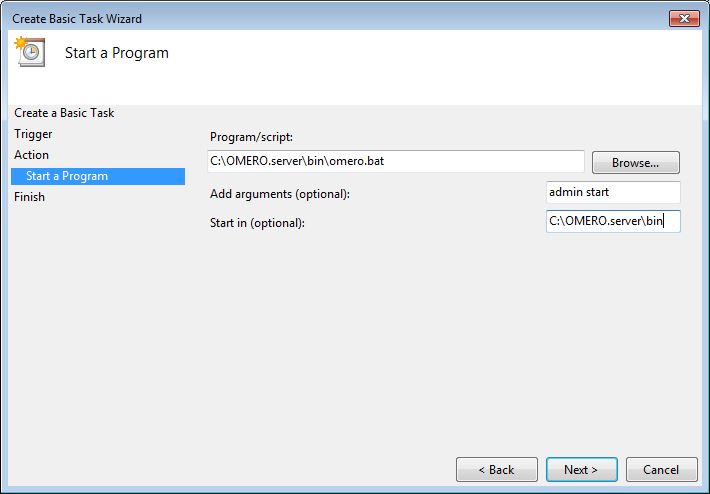 Create Basic Task Wizard
Start a Program
Create a Basic Task
Trigger
Action
Start a Program
Finish
Program/script:
C:\OMERO.server\bin\omero.bat
Browse...
Add arguments (optional):
admin start
Start in (optional):
C:\OMERO.server\bin
< Back
Next >
Cancel